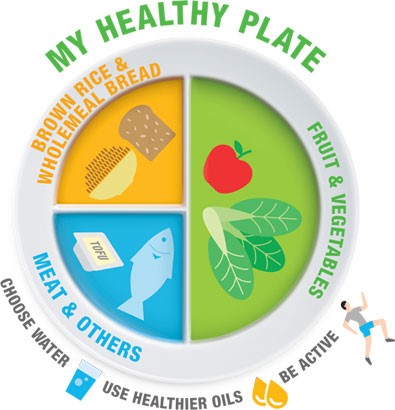 MY HEALTHY PLATE
BROWN RICE &
WHOLEMEAL BREAD
FRUIT & VEGETABLES
TOFU
MEAT & OTHERS
CHOOSE WATER
USE HEALTHIER OILS
BE ACTIVE